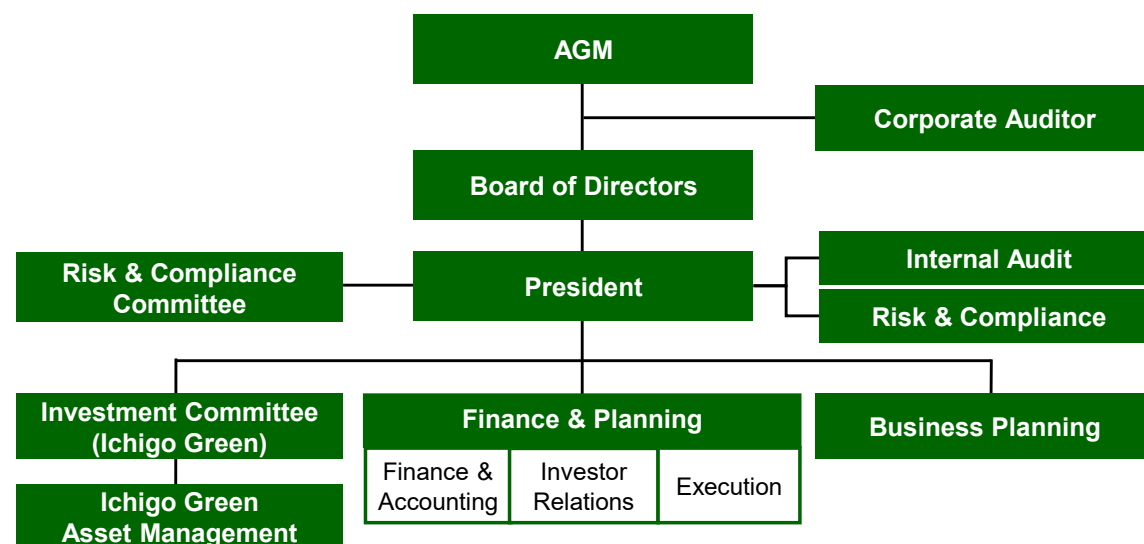 AGM
Corporate Auditor
Board of Directors
Risk & Compliance
Committee
President
Internal Audit
Risk & Compliance
Investment Committee
(Ichigo Green)
Finance & Planning
Business Planning
Finance &
Accounting
Investor
Relations
Execution
Ichigo Green
Asset Management